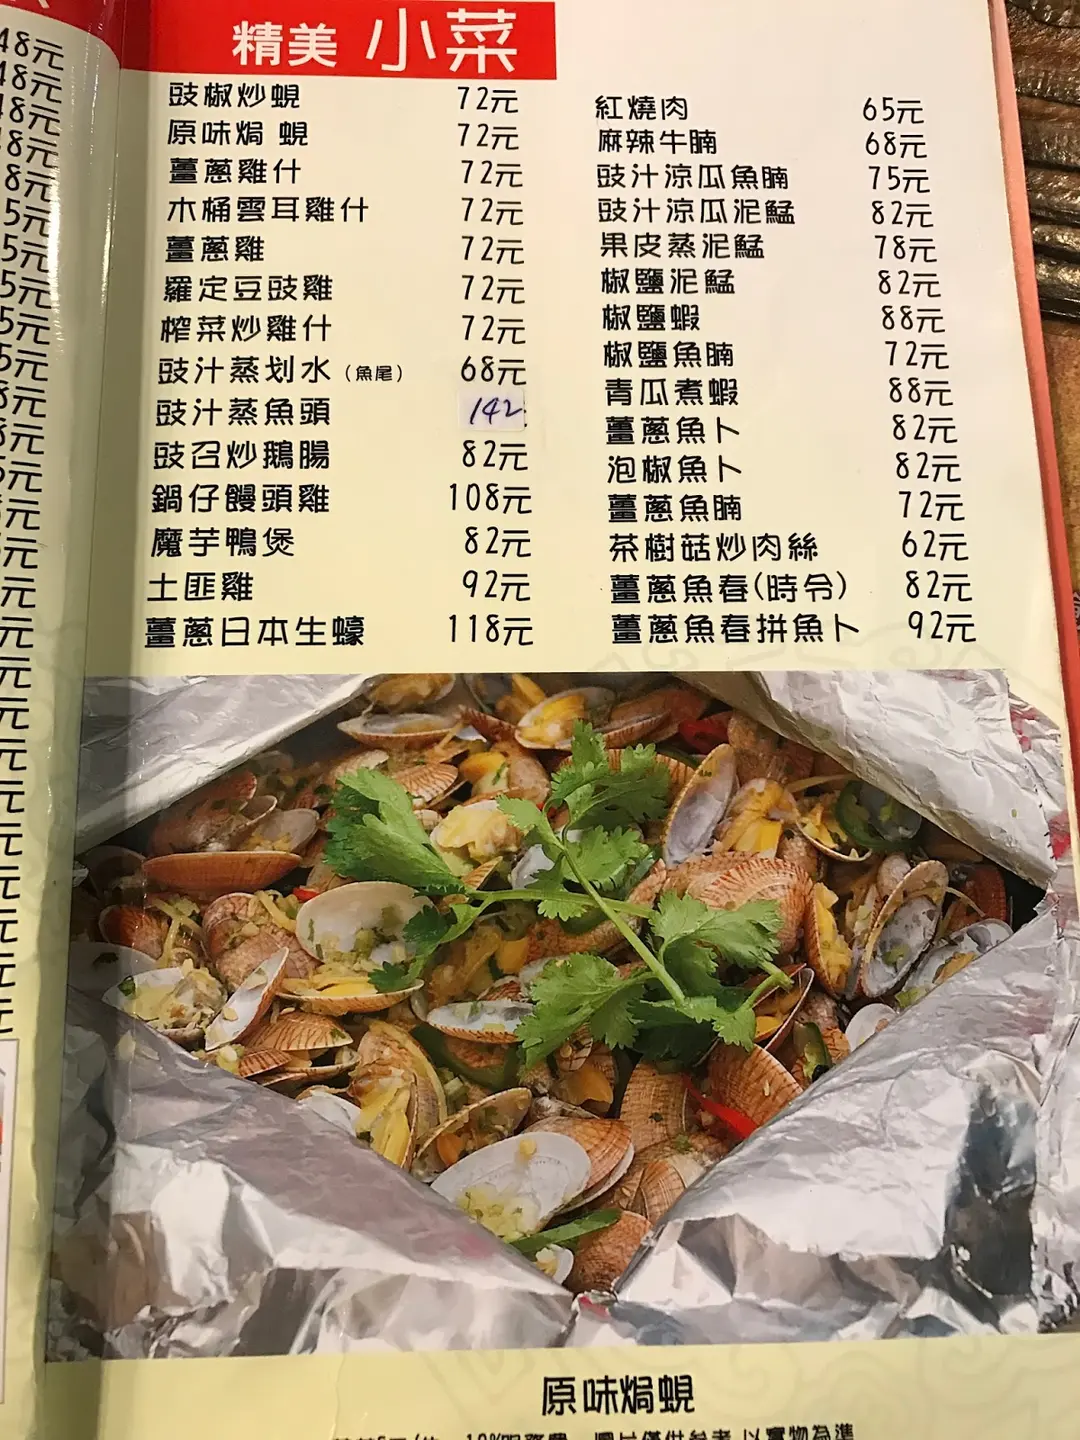 精美 小菜
豉椒炒蜆 72元
原味焗 蜆 72元
薑蔥雞什 72元
木桶雲耳雞什 72元
薑蔥雞 72元
羅定豆豉雞 72元
榨菜炒雞什 72元
豉汁蒸划水(魚尾) 68元
豉汁蒸魚頭 142
豉召炒鵝腸 82元
鍋仔饅頭雞 108元
魔芋鴨煲 82元
土匪雞 92元
薑蔥日本生蠔 118元
紅燒肉 65元
麻辣牛腩 68元
豉汁涼瓜魚腩 75元
豉汁涼瓜泥鯭 82元
果皮蒸泥鯭 78元
椒鹽泥鯭 82元
椒鹽蝦 88元
椒鹽魚腩 72元
青瓜煮蝦 88元
薑蔥魚卜 82元
泡椒魚卜 82元
薑蔥魚腩 72元
茶樹菇炒肉絲 62元
薑蔥魚春(時令) 82元
薑蔥魚春拼魚卜 92元
原味焗蜆
圖片僅供參考 以實物為準